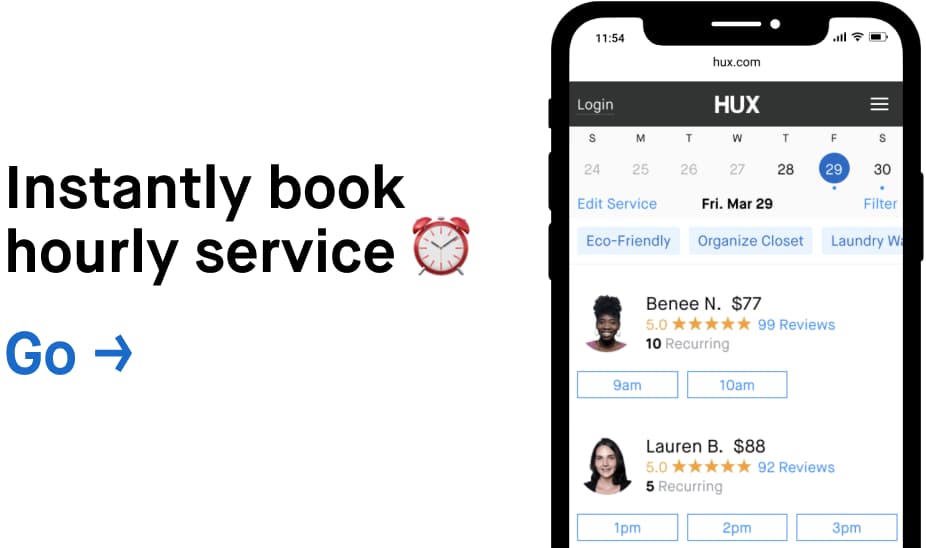 Instantly book
hourly service
Go →
11:54
hux.com
Login HUX
S M T W T F S
24 25 26 27 28 29 30
Edit Service Fri. Mar 29 Filter
Eco-Friendly Organize Closet Laundry
Benee N. $77
5.0 ★★★★★ 99 Reviews
10 Recurring
9am 10am
Lauren B. $88
5.0 ★★★★★ 92 Reviews
5 Recurring
1pm 2pm 3pm